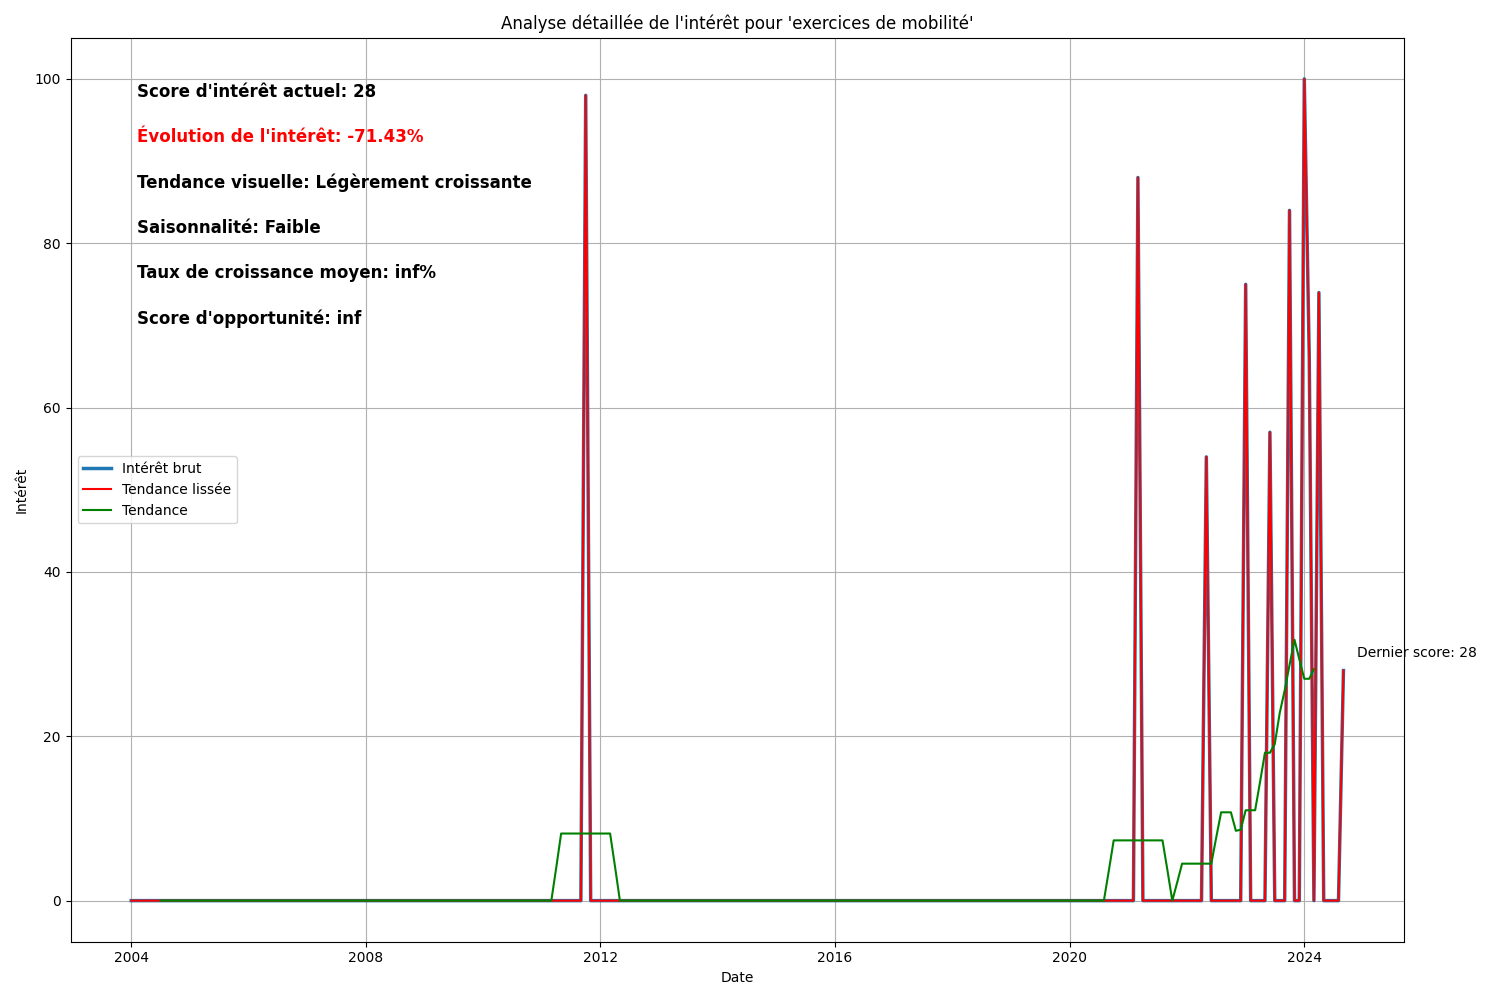 Analyse détaillée de l'intérêt pour 'exercices de mobilité'
100
80
60
40
20
0
Intérêt
Score d'intérêt actuel: 28
Évolution de l'intérêt: -71.43%
Tendance visuelle: Légèrement croissante
Saisonnalité: Faible
Taux de croissance moyen: inf%
Score d'opportunité: inf
Intérêt brut
Tendance lissée
Tendance
Dernier score: 28
2004
2008
2012
2016
2020
2024
Date